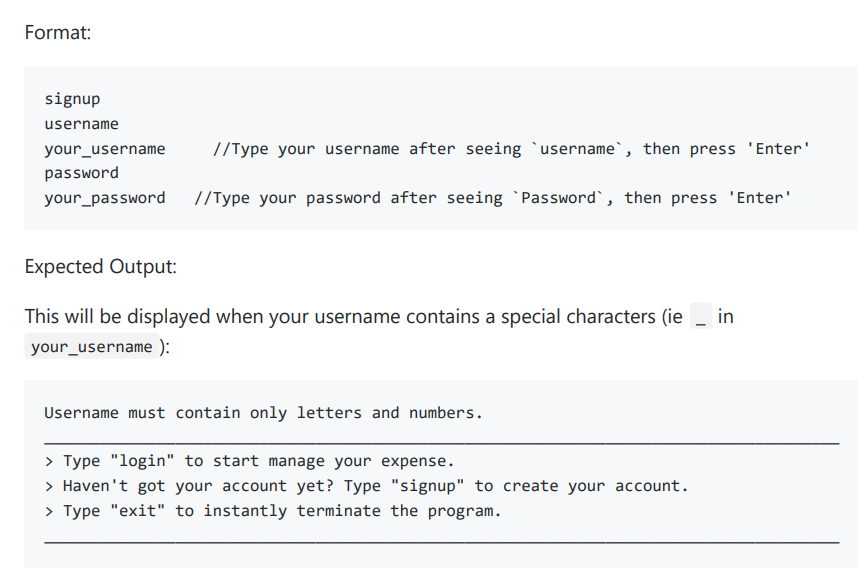 Format:
signup
username
your_username     //Type your username after seeing `username`, then press 'Enter'
password
your_password   //Type your password after seeing `Password`, then press 'Enter'
Expected Output:
This will be displayed when your username contains a special characters (ie _ in
your_username ):
Username must contain only letters and numbers.
_____________________________________________________________________________________
> Type "login" to start manage your expense.
> Haven't got your account yet? Type "signup" to create your account.
> Type "exit" to instantly terminate the program.
_____________________________________________________________________________________